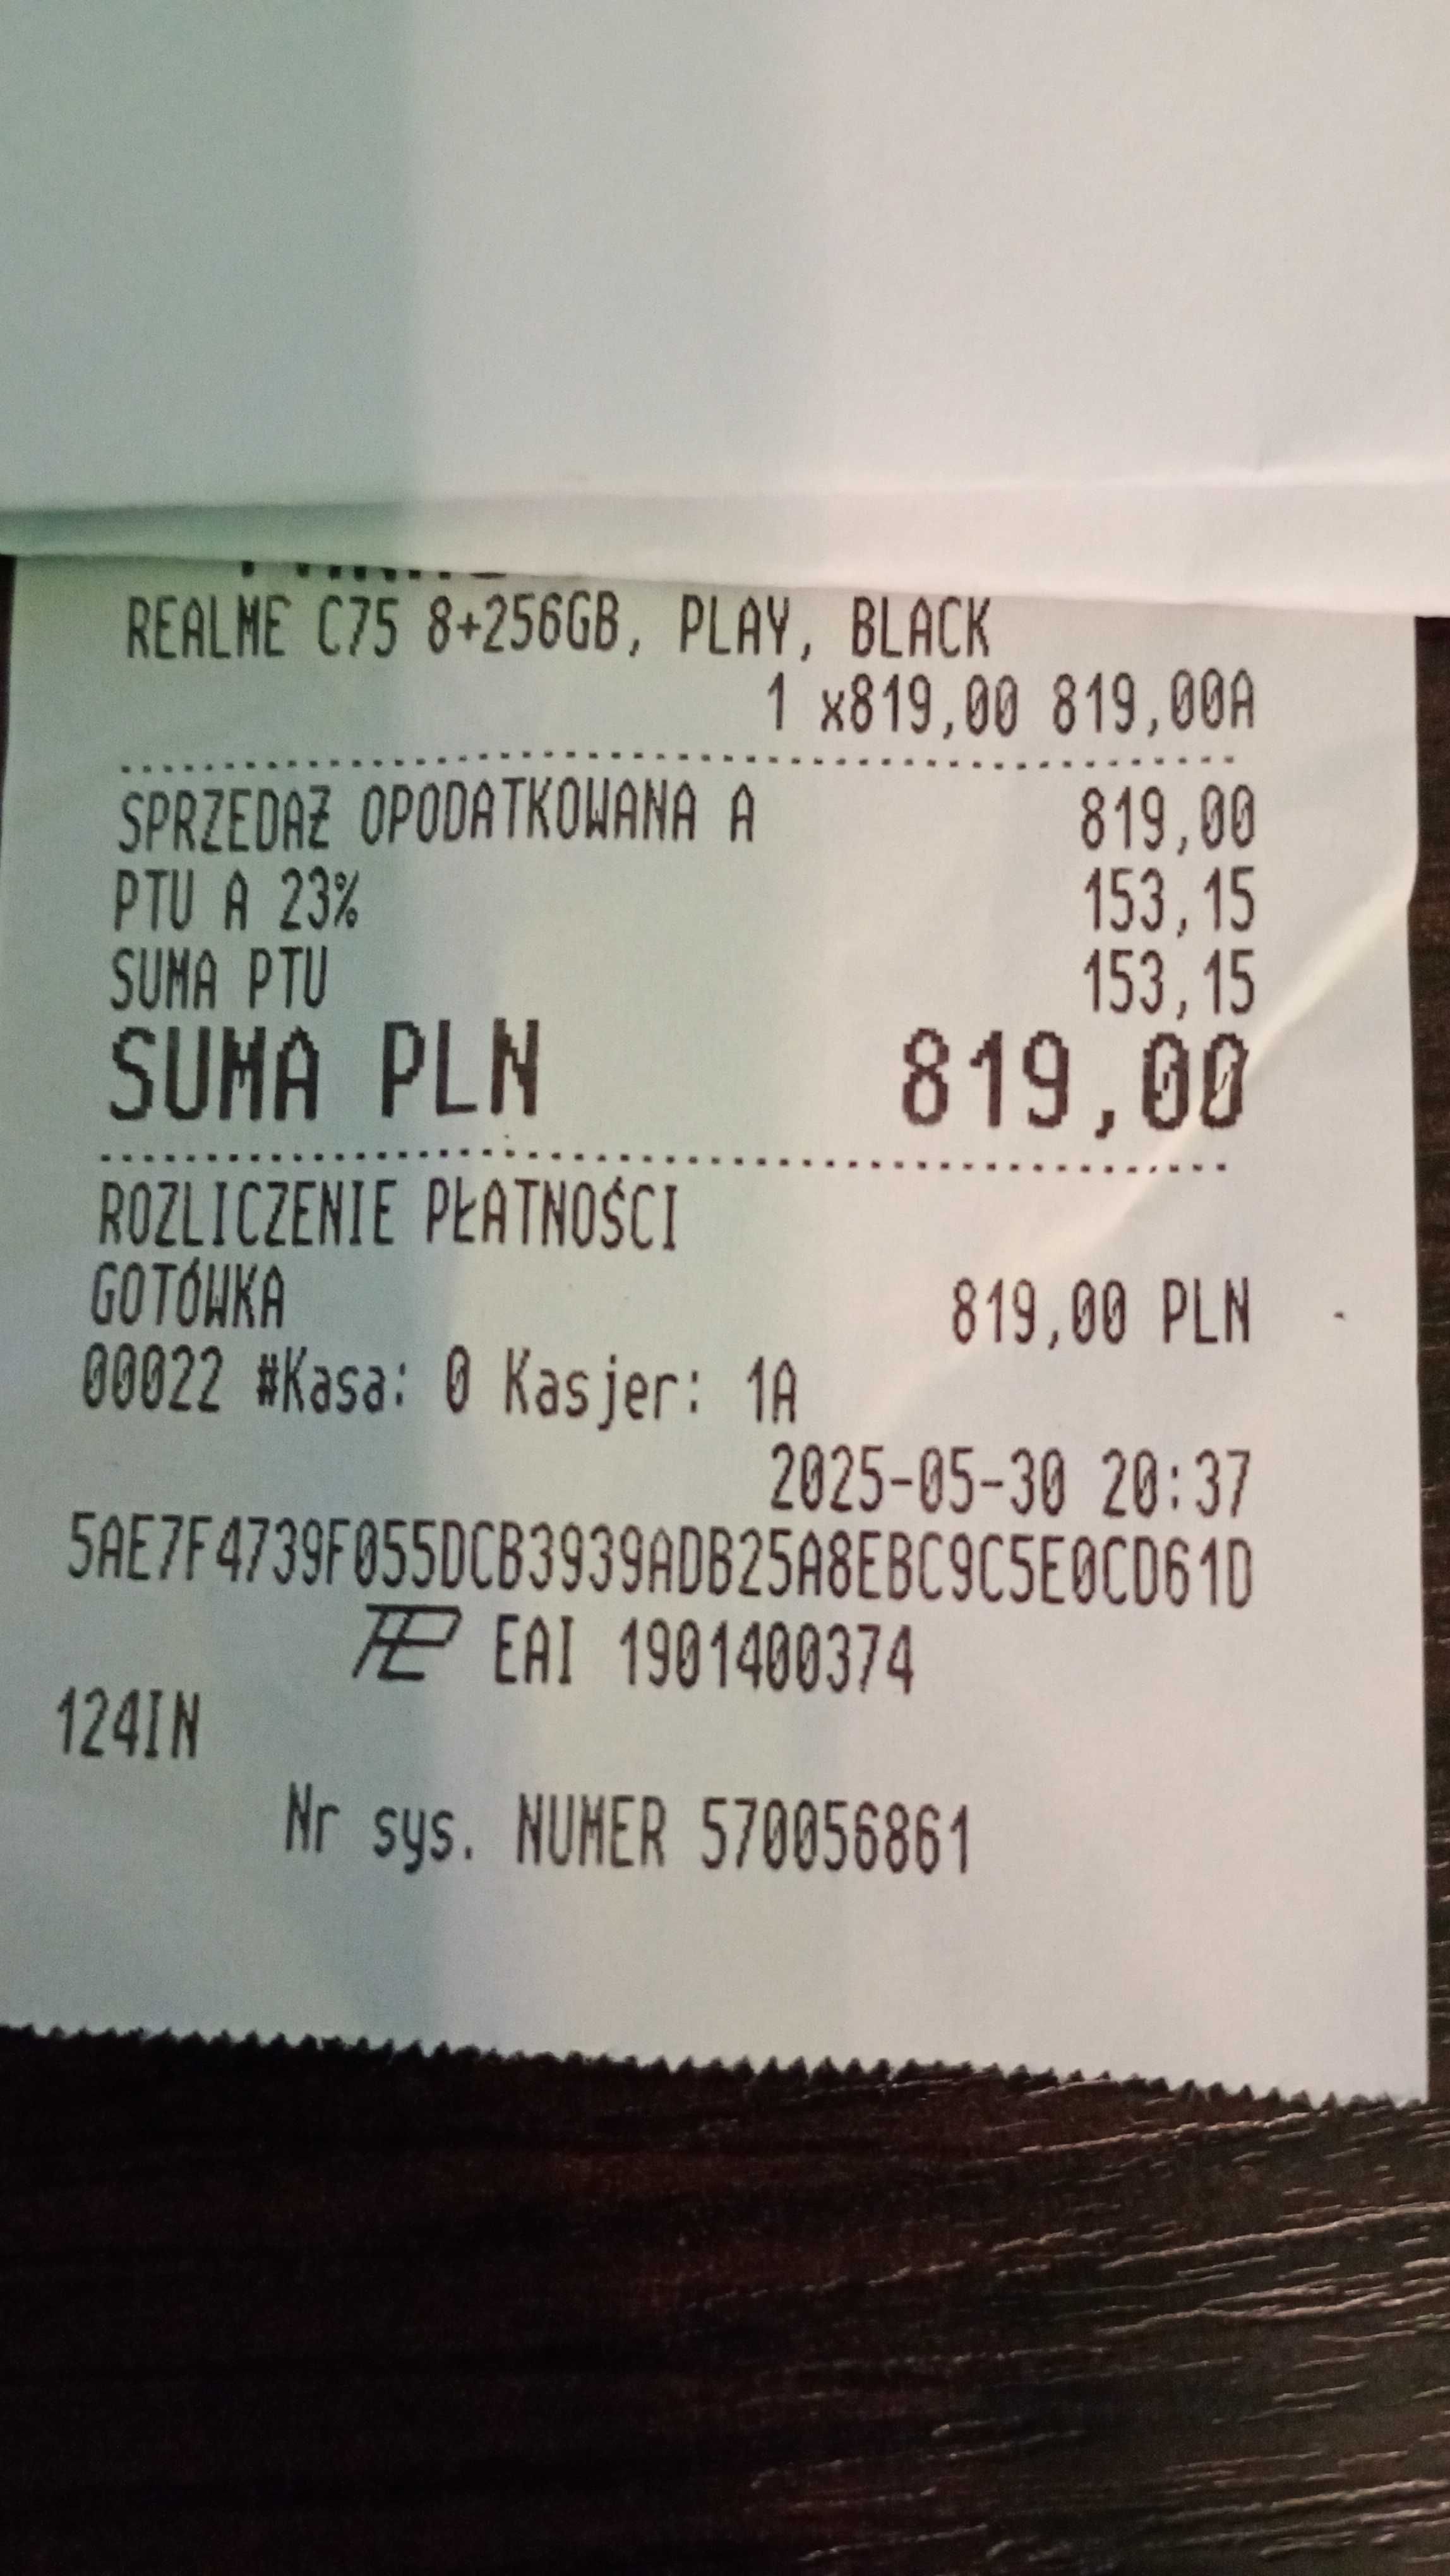 REALME C75 8+256GB, PLAY, BLACK
1 x819,00 819,00A
SPRZEDAŻ OPODATKOWANA A 819,00
PTU A 23% 153,15
SUMA PTU 153,15
SUMA PLN 819,00
ROZLICZENIE PŁATNOŚCI
GOTÓWKA 819,00 PLN
00022 #Kasa: 0 Kasjer: 1A
2025-05-30 20:37
5AE7F4739F055DCB3939ADB25A8EBC9C5E0CD61D
EAI 1901400374
124IN
Nr sys. NUMER 570056861